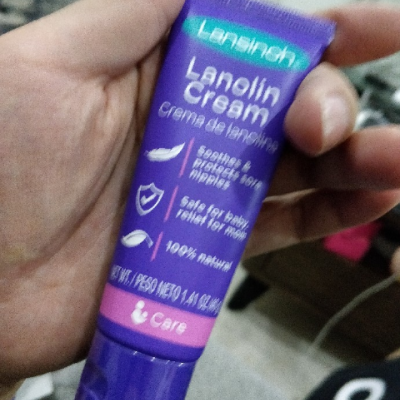 Lansinoh
Lanolin
Cream
Crema de lanolina
Soothes &
protects sore
nipples
Safe for baby,
relief for mom
100% natural
NET WT. / PESO NETO 1.41 OZ
Care